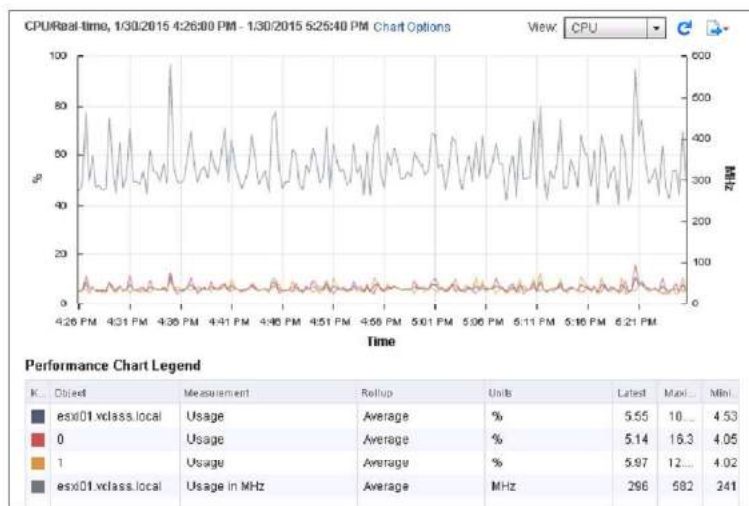 CPU/Real-time, 1/30/2015 4:26:00 PM - 1/30/2015 5:25:40 PM Chart Options View: CPU
100 600
80 500
400
60
% 300 MHz
40
200
20 100
0 0
4:26 PM 4:31 PM 4:36 PM 4:41 PM 4:46 PM 4:51 PM 4:56 PM 5:01 PM 5:06 PM 5:11 PM 5:16 PM 5:21 PM
Time
Performance Chart Legend
K... Object Measurement Rollup Units Latest Maxi... Mini...
esxi01.vclass.local Usage Average % 5.55 10.... 4.53
0 Usage Average % 5.14 16.3 4.05
1 Usage Average % 5.97 12.... 4.02
esxi01.vclass.local Usage in MHz Average MHz 296 582 241